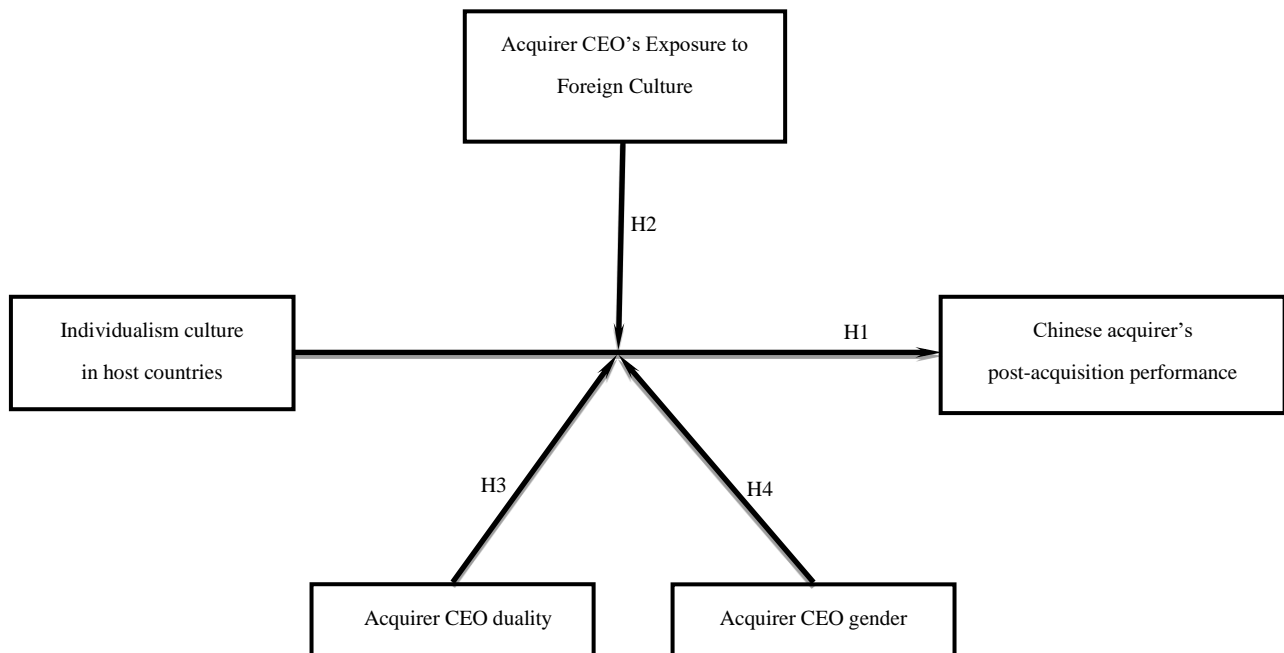 Acquirer CEO’s Exposure to
Foreign Culture
H2
Individualism culture
in host countries
H1
Chinese acquirer’s
post-acquisition performance
H3
H4
Acquirer CEO duality
Acquirer CEO gender